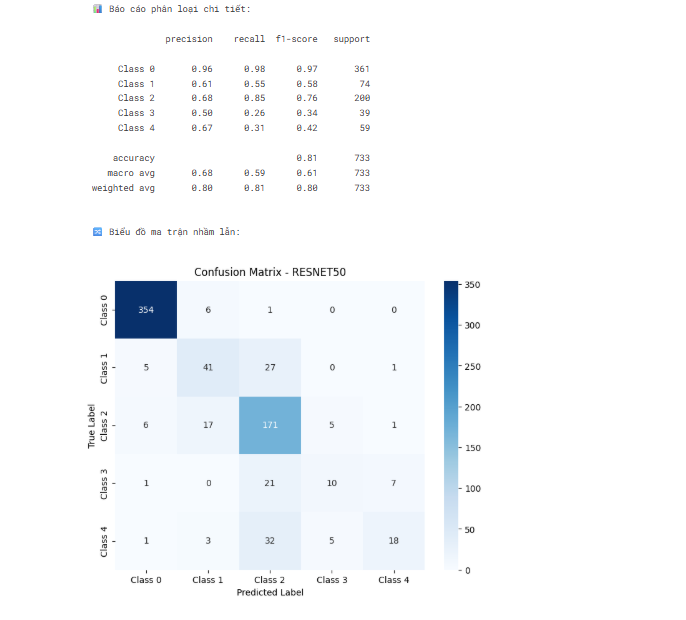 📊 Báo cáo phân loại chi tiết:
precision recall f1-score support
Class 0 0.96 0.98 0.97 361
Class 1 0.61 0.55 0.58 74
Class 2 0.68 0.85 0.76 200
Class 3 0.50 0.26 0.34 39
Class 4 0.67 0.31 0.42 59
accuracy 0.81 733
macro avg 0.68 0.59 0.61 733
weighted avg 0.80 0.81 0.80 733
🔀 Biểu đồ ma trận nhầm lẫn:
Confusion Matrix - RESNET50
Class 0 354 6 1 0 0
Class 1 5 41 27 0 1
Class 2 6 17 171 5 1
Class 3 1 0 21 10 7
Class 4 1 3 32 5 18
True Label
Class 0 Class 1 Class 2 Class 3 Class 4
Predicted Label
350
300
250
200
150
100
50
0